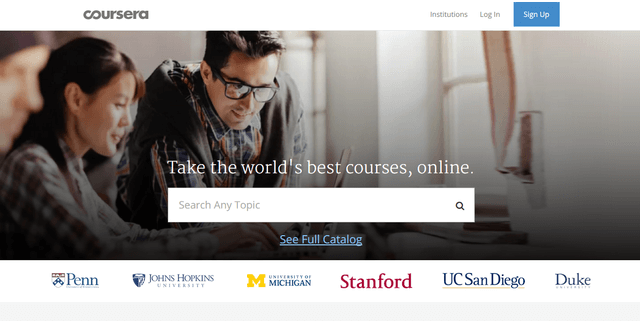 coursera
Institutions
Log In
Sign Up
Take the world's best courses, online.
Search Any Topic
See Full Catalog
Penn
JOHNS HOPKINS
UNIVERSITY
UNIVERSITY OF
MICHIGAN
Stanford
UC San Diego
Duke